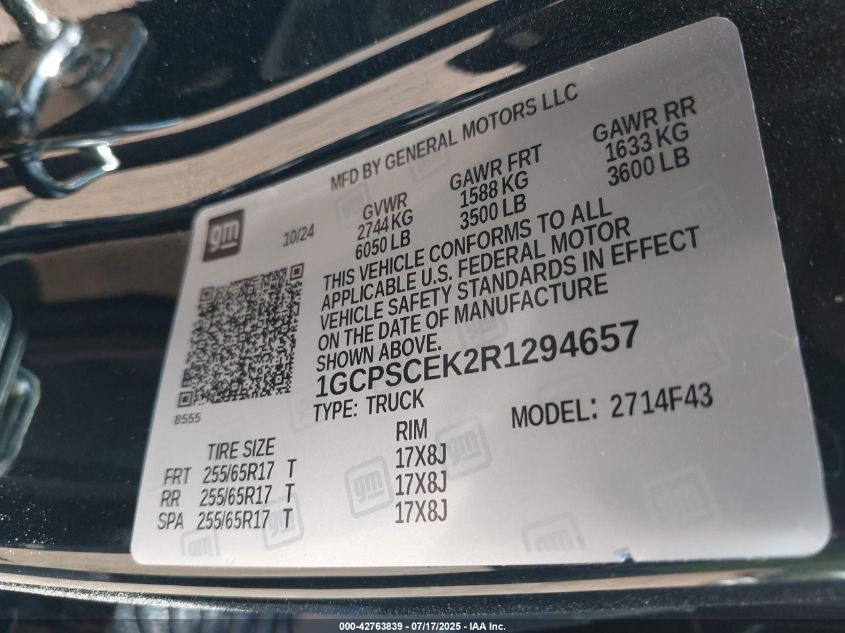 MFD BY GENERAL MOTORS LLC
gm
10/24
GVWR
2744 KG
6050 LB
GAWR FRT
1588 KG
3500 LB
GAWR RR
1633 KG
3600 LB
THIS VEHICLE CONFORMS TO ALL
APPLICABLE U.S. FEDERAL MOTOR
VEHICLE SAFETY STANDARDS IN EFFECT
ON THE DATE OF MANUFACTURE
SHOWN ABOVE.
1GCPSCEK2R1294657
8555
TYPE: TRUCK
MODEL: 2714F43
TIRE SIZE RIM
FRT 255/65R17 T 17X8J
RR 255/65R17 T 17X8J
SPA 255/65R17 T 17X8J
000-42763839 - 07/17/2025 - IAA Inc.